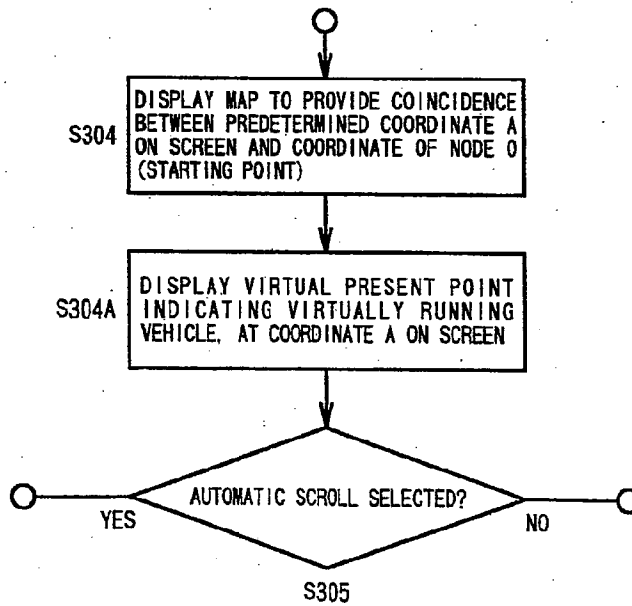 DISPLAY MAP TO PROVIDE COINCIDENCE
BETWEEN PREDETERMINED COORDINATE A
S304
ON SCREEN AND COORDINATE OF NODE 0
(STARTING POINT)
DISPLAY VIRTUAL PRESENT POINT
S304A
INDICATING VIRTUALLY RUNNING
VEHICLE, AT COORDINATE A ON SCREEN
AUTOMATIC SCROLL SELECTED?
YES
NO
S305